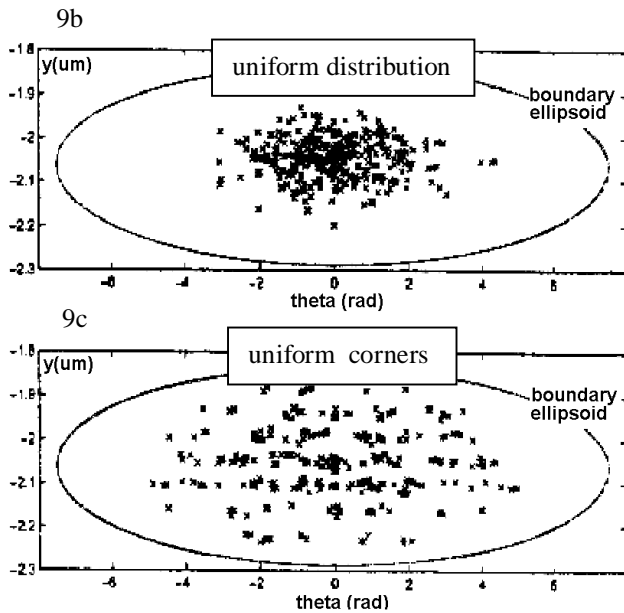 9b
-1.8
y(um)
uniform distribution
-1.9
boundary
ellipsoid
-2
-2.1
-2.2
-2.3
-6 -4 -2 0 2 4 6
theta (rad)
9c
-1.8
y(um)
uniform corners
-1.9
boundary
ellipsoid
-2
-2.1
-2.2
-2.3
-6 -4 -2 0 2 4 6
theta (rad)